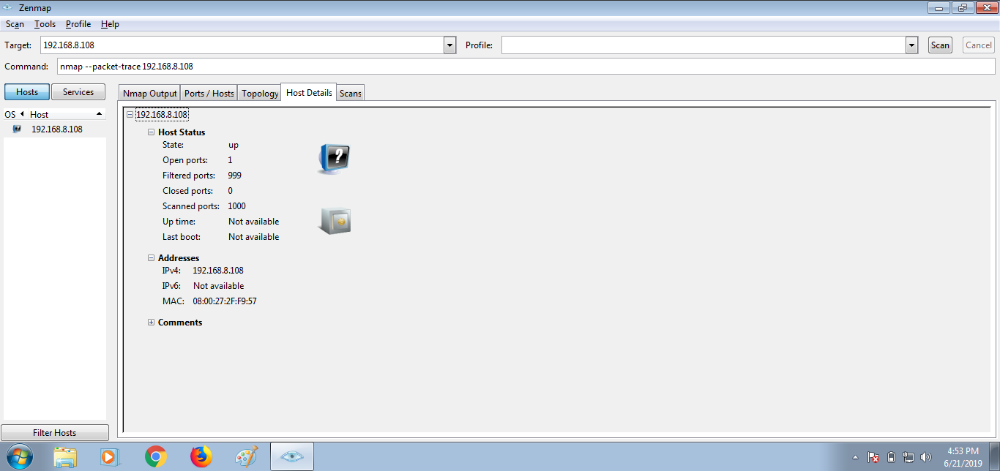 Zenmap
Scan Tools Profile Help
Target: 192.168.8.108 Profile: Scan Cancel
Command: nmap --packet-trace 192.168.8.108
Hosts Services Nmap Output Ports / Hosts Topology Host Details Scans
OS Host
192.168.8.108
192.168.8.108
Host Status
State: up
Open ports: 1
Filtered ports: 999
Closed ports: 0
Scanned ports: 1000
Up time: Not available
Last boot: Not available
Addresses
IPv4: 192.168.8.108
IPv6: Not available
MAC: 08:00:27:2F:F9:57
Comments
Filter Hosts
4:53 PM
6/21/2019